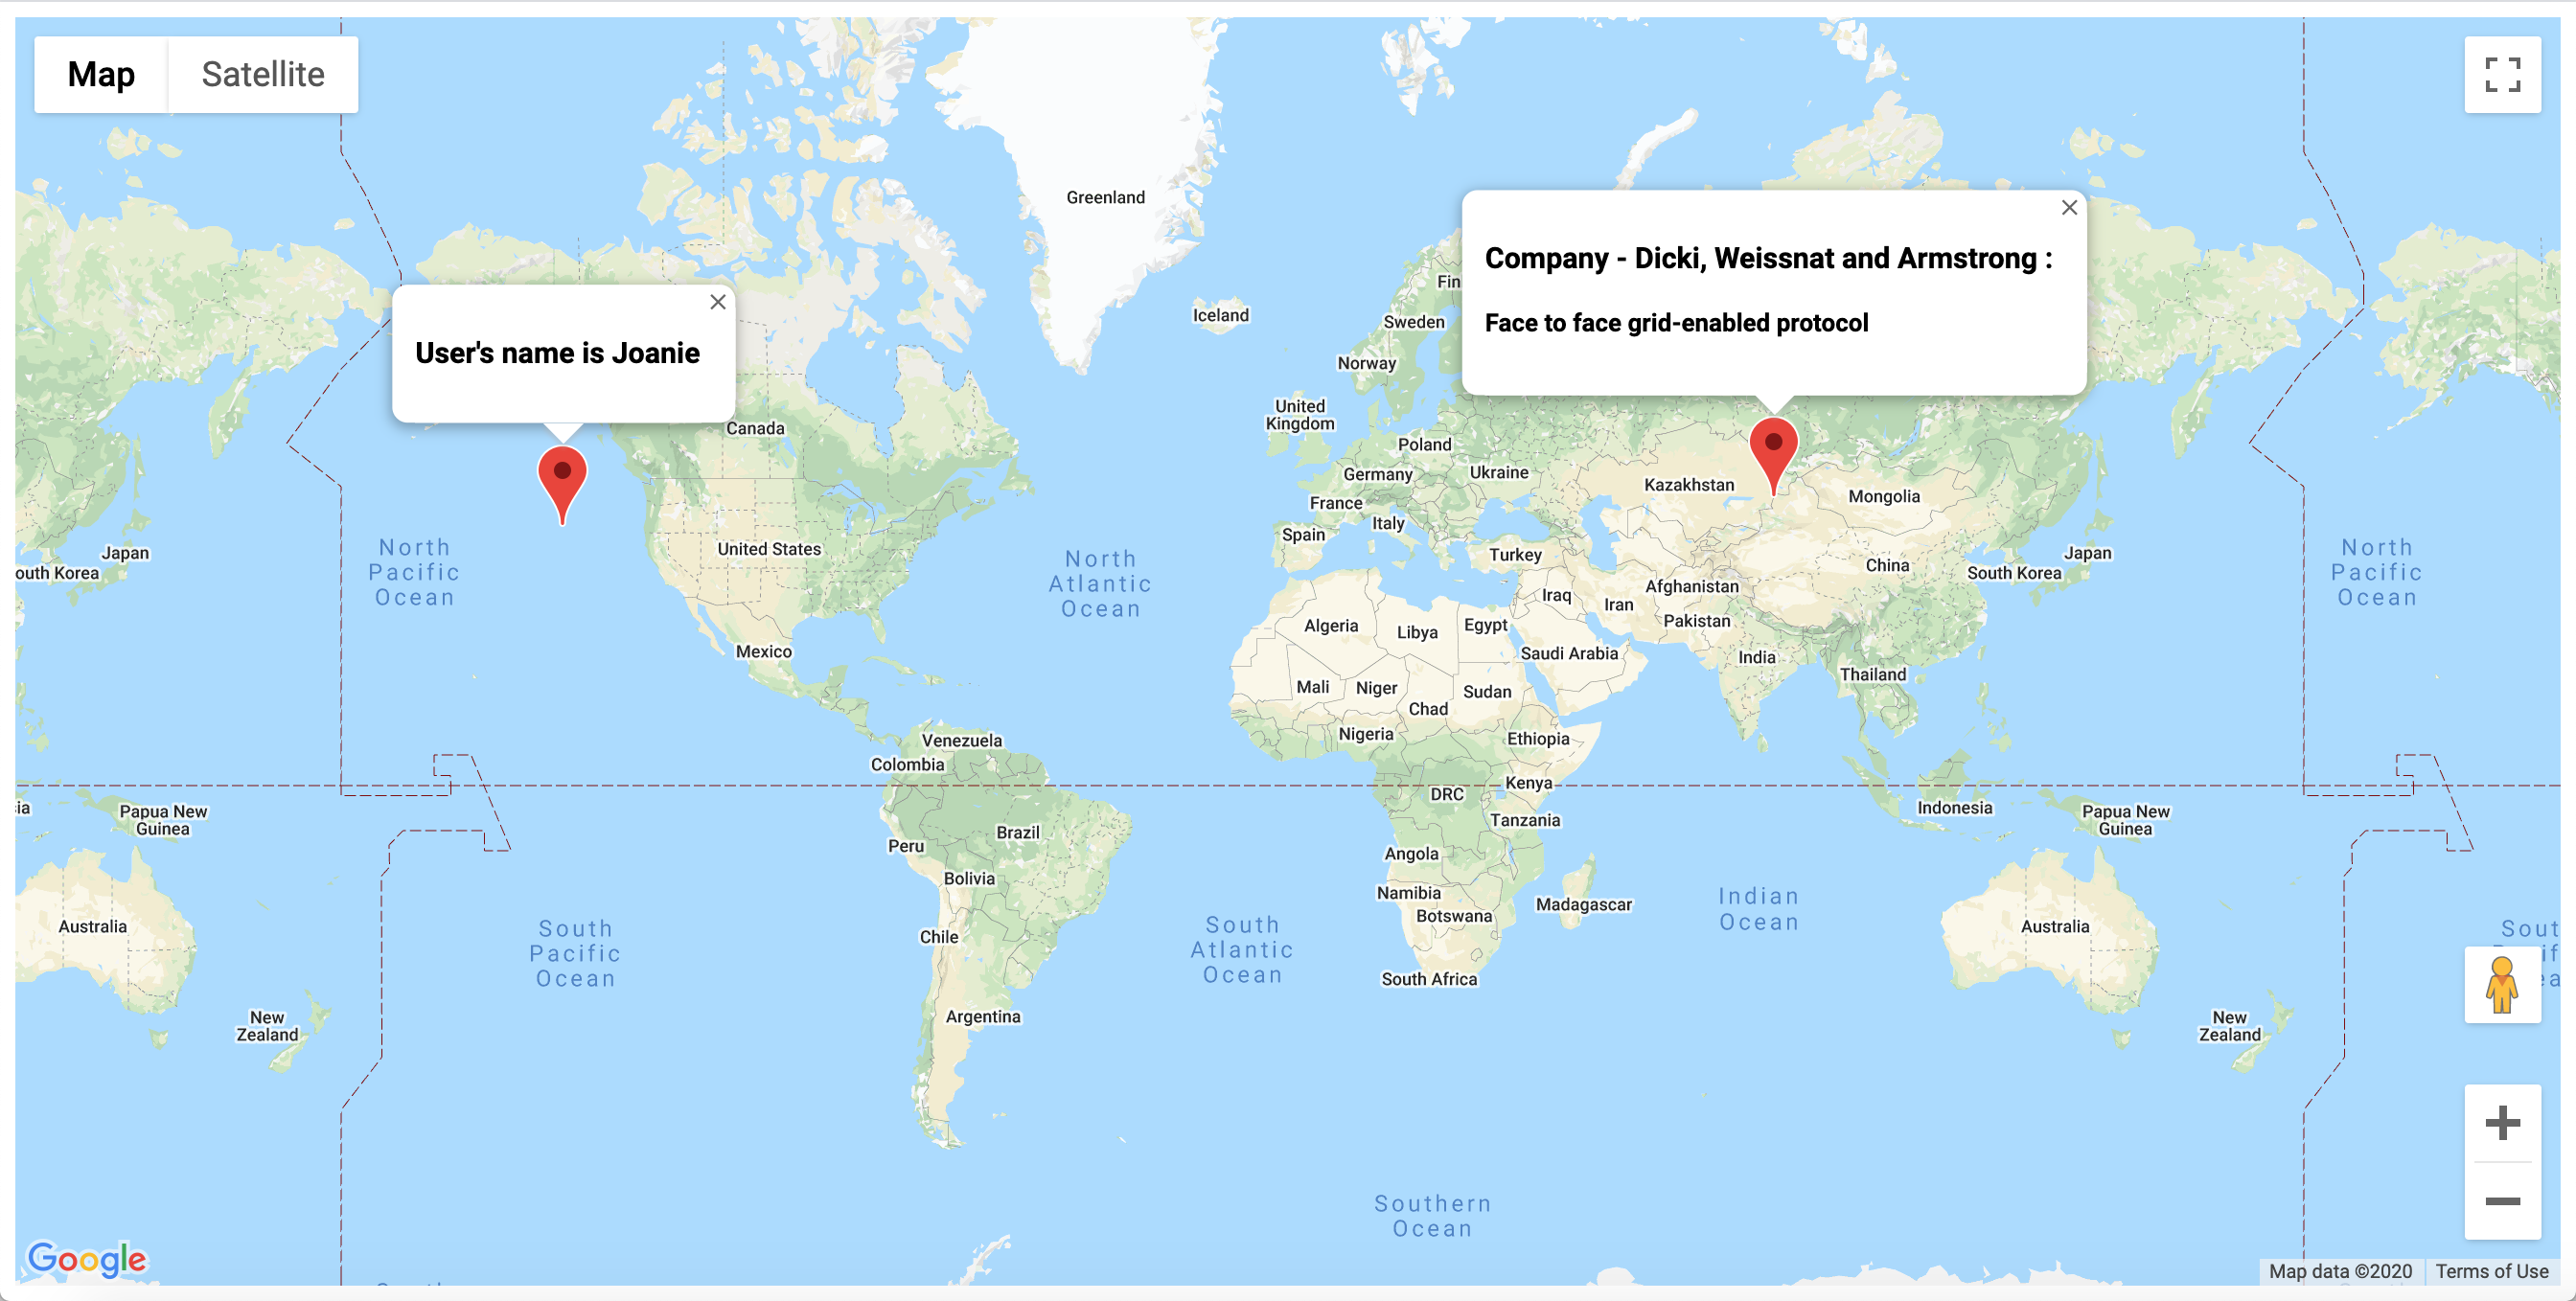 Map
Satellite
Greenland
Company - Dicki, Weissnat and Armstrong :
Face to face grid-enabled protocol
Fin
Iceland
Sweden
User's name is Joanie
Norway
United
Kingdom
Canada
Poland
Germany
Ukraine
Kazakhstan
Mongolia
France
Italy
Spain
Japan
outh Korea
North
Pacific
Ocean
United States
North
Atlantic
Ocean
Turkey
China
Japan
South Korea
North
Pacific
Ocean
Afghanistan
Iraq
Iran
Pakistan
Algeria
Libya
Egypt
Saudi Arabia
India
Mexico
Thailand
Mali
Niger
Sudan
Chad
Nigeria
Ethiopia
Venezuela
Colombia
Kenya
DRC
ia
Papua New
Guinea
Indonesia
Papua New
Guinea
Tanzania
Brazil
Peru
Angola
Bolivia
Namibia
Madagascar
Botswana
Indian
Ocean
Australia
South
Pacific
Ocean
Chile
South
Atlantic
Ocean
Australia
Sout
South Africa
New
Zealand
Argentina
New
Zealand
Southern
Ocean
Google
Map data ©2020
Terms of Use